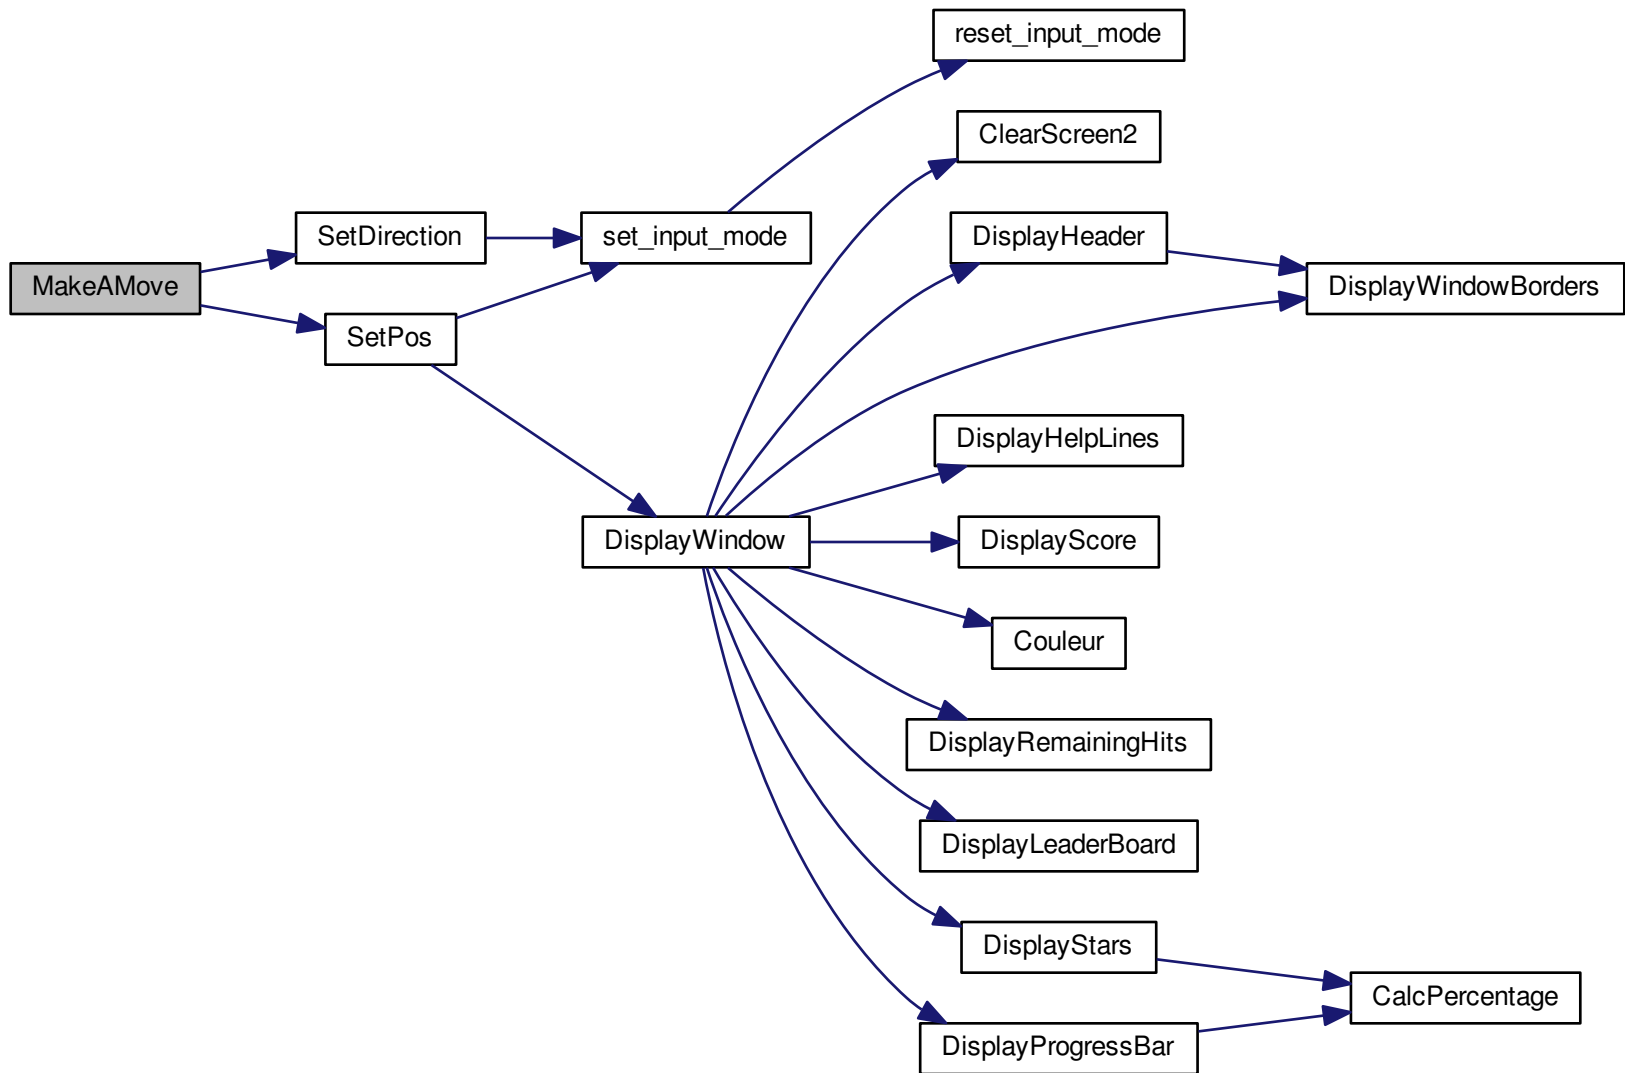 reset_input_mode
ClearScreen2
SetDirection
set_input_mode
DisplayHeader
MakeAMove
DisplayWindowBorders
SetPos
DisplayHelpLines
DisplayWindow
DisplayScore
Couleur
DisplayRemainingHits
DisplayLeaderBoard
DisplayStars
CalcPercentage
DisplayProgressBar